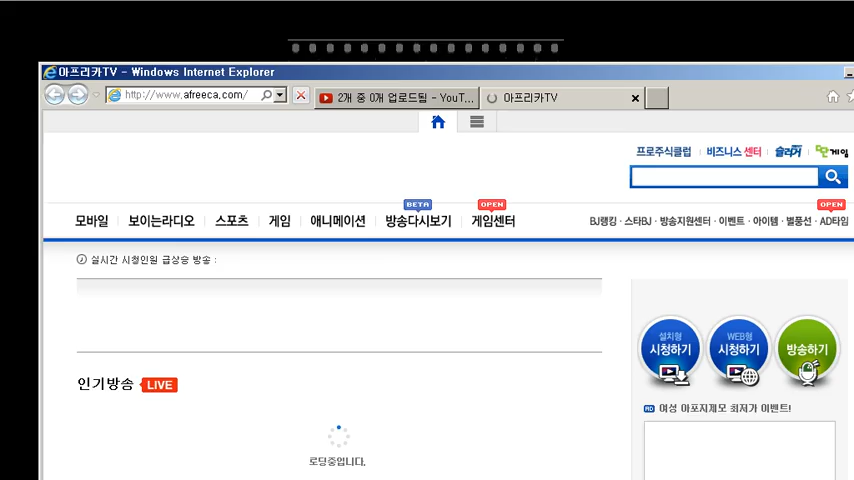 아프리카TV - Windows Internet Explorer
http://www.afreeca.com/
2개 중 0개 업로드됨 - YouT...
아프리카TV
프로주식클럽 비즈니스 센터 슬러거
BETA OPEN OPEN
모바일 보이는라디오 스포츠 게임 애니메이션 방송다시보기 게임센터
BJ랭킹 · 스타BJ · 방송지원센터 · 이벤트 · 아이템 · 별풍선 · AD타임
실시간 시청인원 급상승 방송 :
설치형 시청하기
WEB형 시청하기
방송하기
인기방송 LIVE
AD 여성 아포지제모 최저가 이벤트!
로딩중입니다.